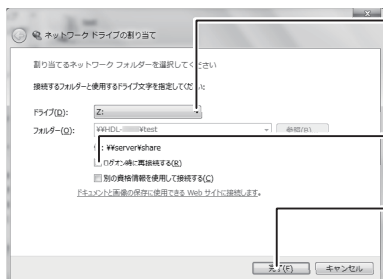 ネットワーク ドライブの割り当て
割り当てるネットワーク フォルダーを選択してください
接続するフォルダーと使用するドライブ文字を指定してください:
ドライブ(D): Z:
フォルダー(O): ¥¥HDL- ¥test 参照(B)
: ¥¥server¥share
ログオン時に再接続する(R)
別の資格情報を使用して接続する(C)
ドキュメントと画像の保存に使用できる Web サイトに接続します。
完了(F) キャンセル